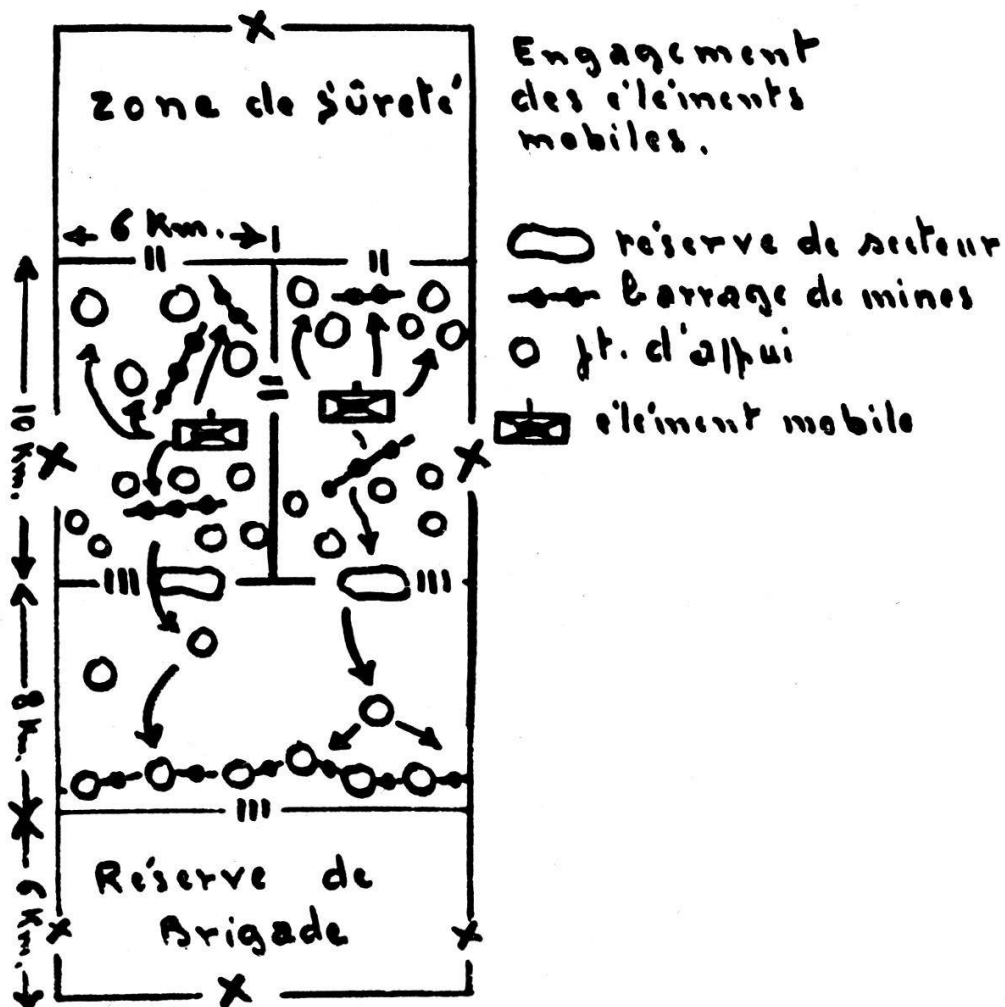 zone de sûreté
Engagement
des éléments
mobiles.
6 Km.
réserve de secteur
barrage de mines
pt. d'appui
élément mobile
10 Km.
8 Km.
6 Km.
Réserve de
Brigade